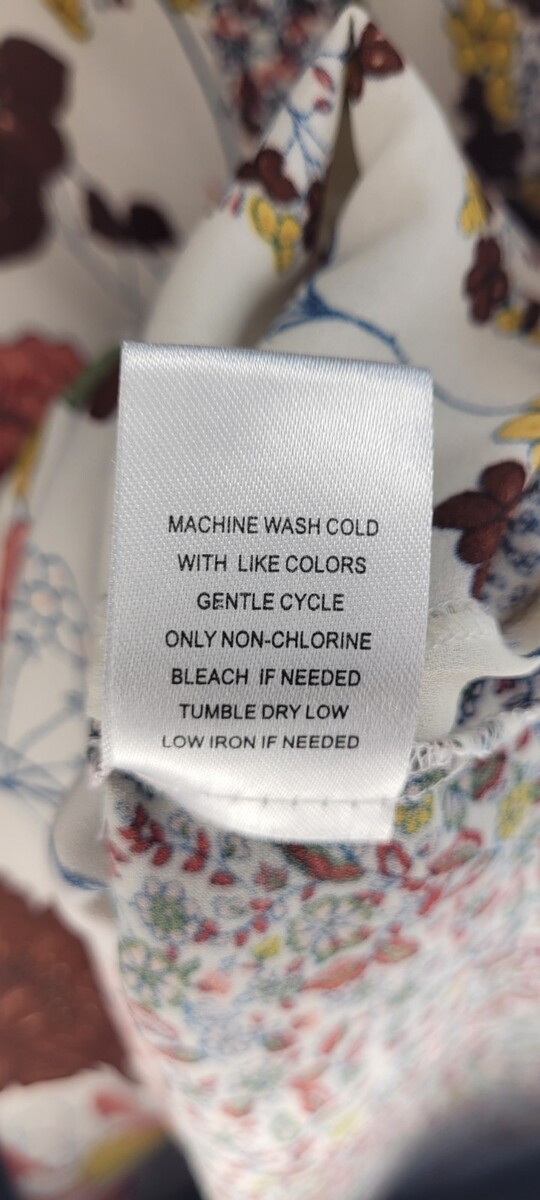 MACHINE WASH COLD
WITH LIKE COLORS
GENTLE CYCLE
ONLY NON-CHLORINE
BLEACH IF NEEDED
TUMBLE DRY LOW
LOW IRON IF NEEDED